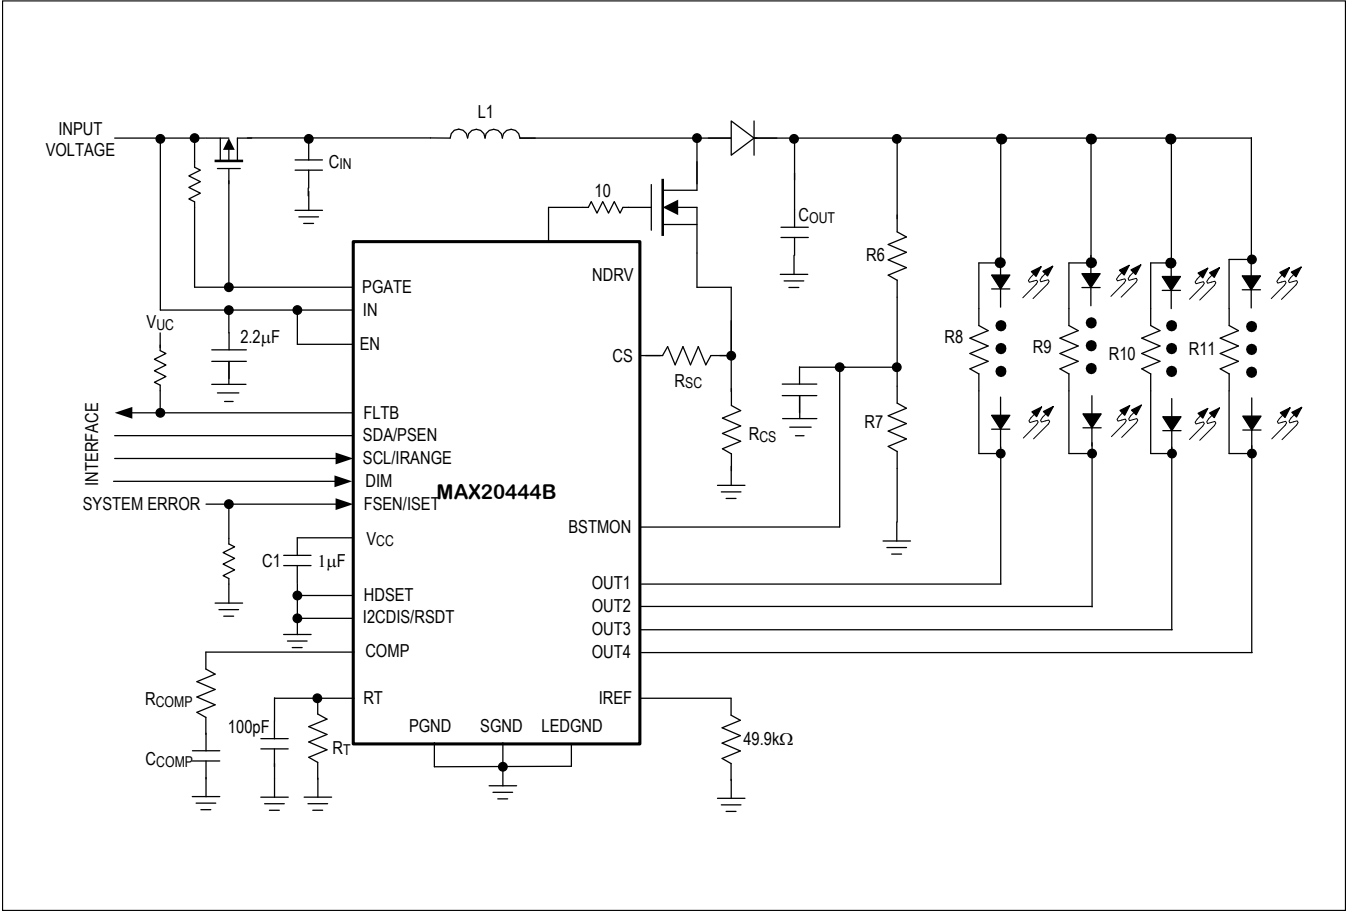 L1
INPUT
VOLTAGE
CIN
10
COUT
R6
NDRV
PGATE
IN
VUC
2.2μF
EN
R8
R9
R10
R11
CS
RSC
INTERFACE
FLTB
SDA/PSEN
SCL/IRANGE
DIM
R7
RCS
MAX20444B
SYSTEM ERROR
FSEN/ISET
BSTMON
VCC
C1
1μF
OUT1
HDSET
OUT2
I2CDIS/RSDT
OUT3
COMP
OUT4
RCOMP
RT
IREF
100pF
PGND
SGND
LEDGND
49.9kΩ
RT
CCOMP